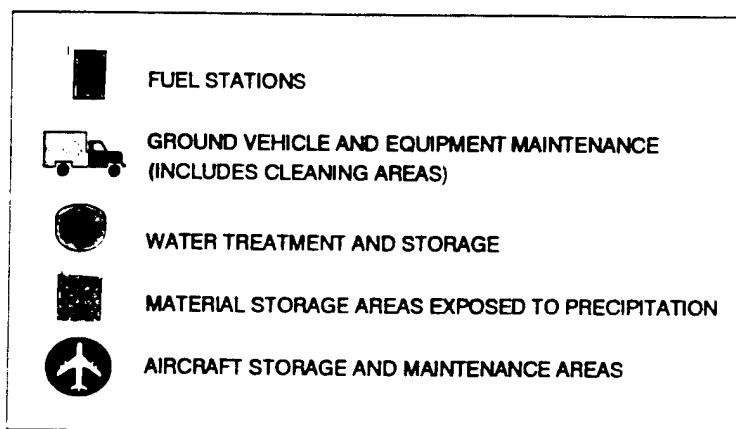 FUEL STATIONS
GROUND VEHICLE AND EQUIPMENT MAINTENANCE
(INCLUDES CLEANING AREAS)
WATER TREATMENT AND STORAGE
MATERIAL STORAGE AREAS EXPOSED TO PRECIPITATION
AIRCRAFT STORAGE AND MAINTENANCE AREAS